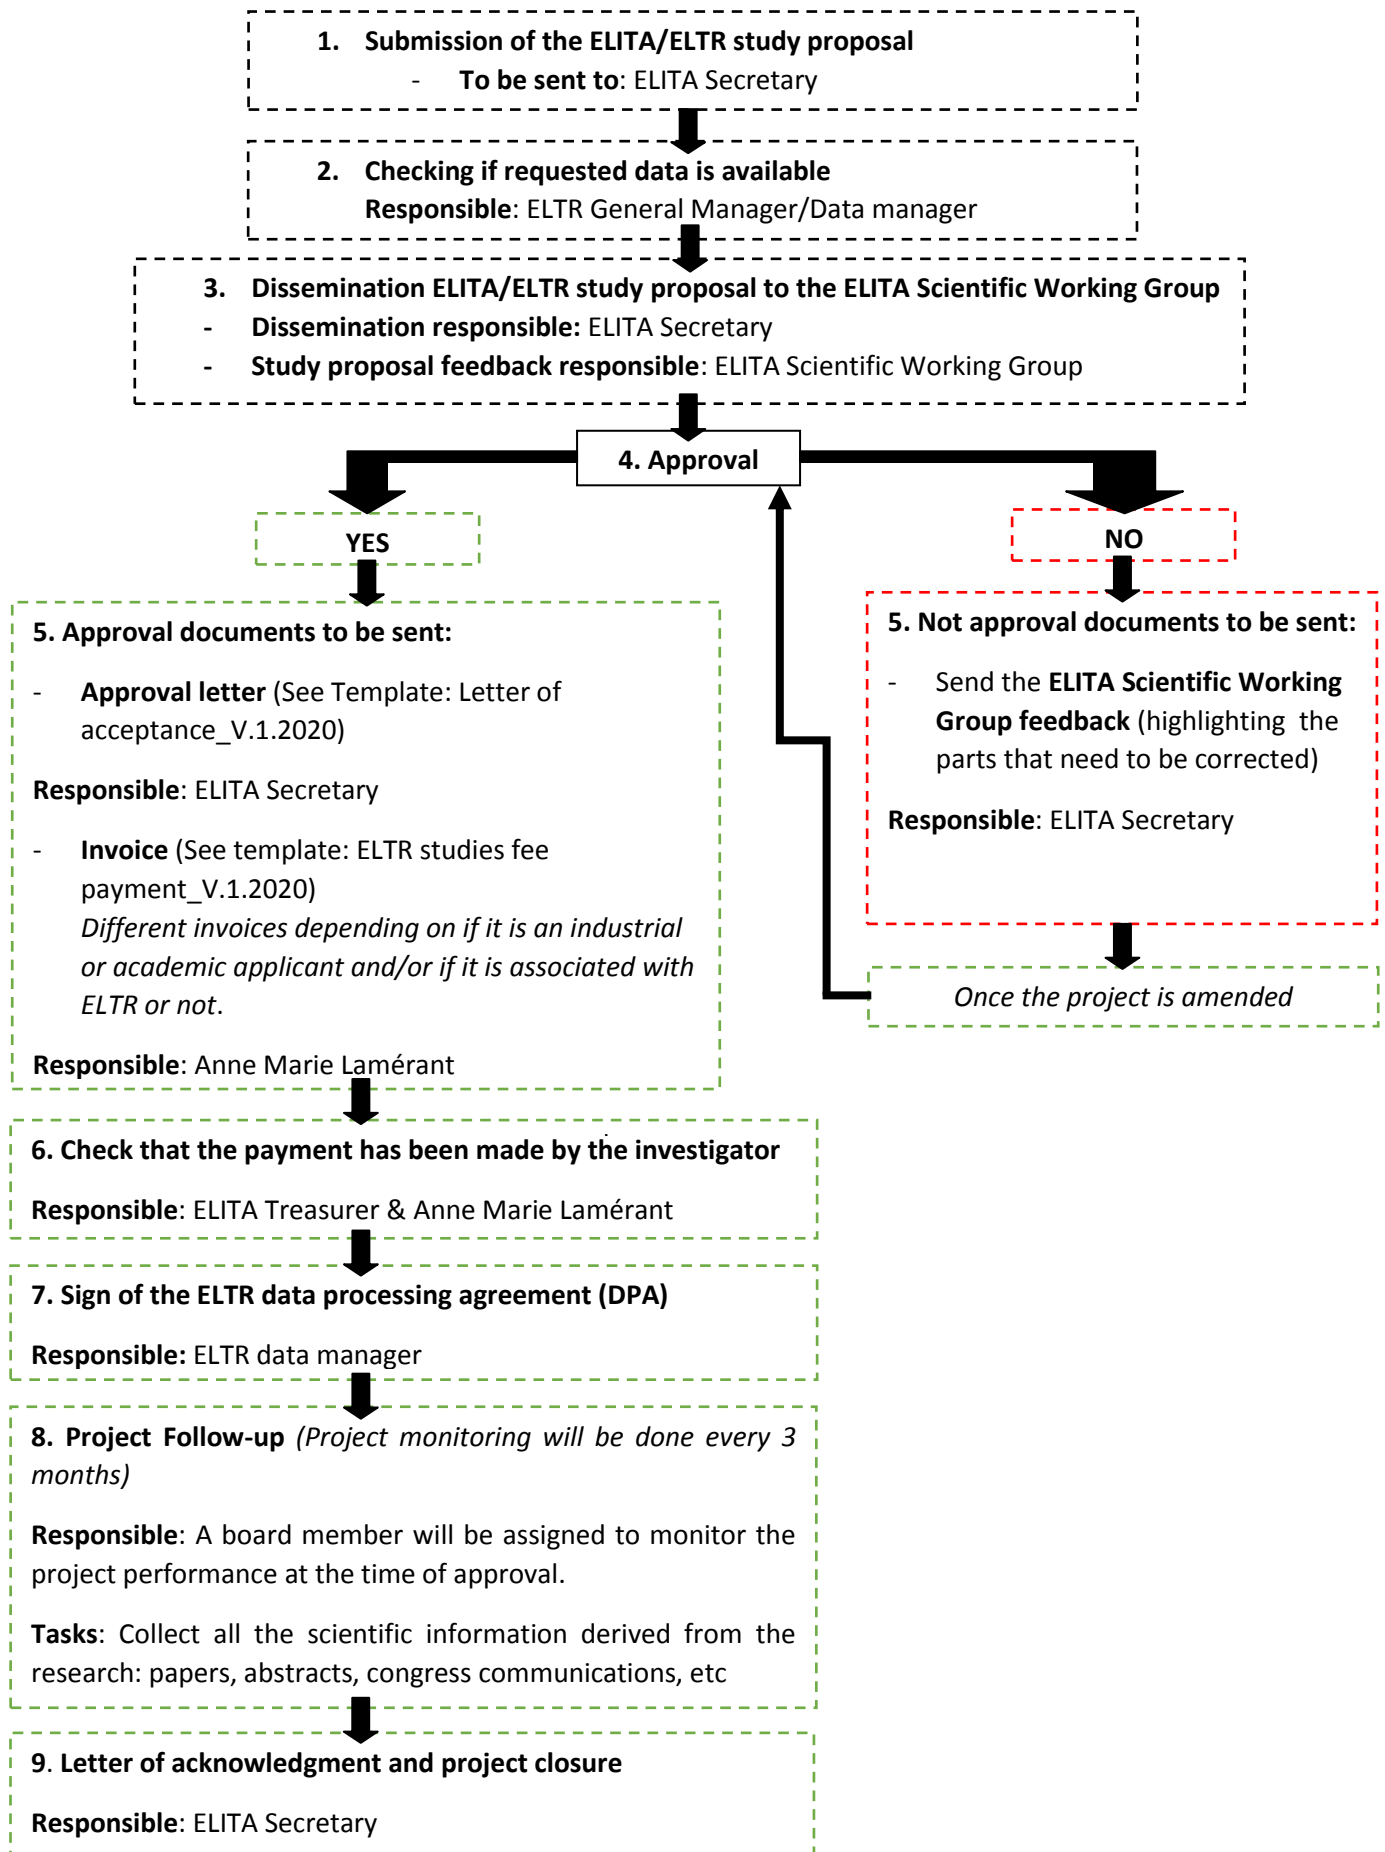 1. Submission of the ELITA/ELTR study proposal
- To be sent to: ELITA Secretary
2. Checking if requested data is available
Responsible: ELTR General Manager/Data manager
3. Dissemination ELITA/ELTR study proposal to the ELITA Scientific Working Group
- Dissemination responsible: ELITA Secretary
- Study proposal feedback responsible: ELITA Scientific Working Group
4. Approval
YES
NO
5. Approval documents to be sent:
- Approval letter (See Template: Letter of
acceptance_V.1.2020)
Responsible: ELITA Secretary
- Invoice (See template: ELTR studies fee
payment_V.1.2020)
Different invoices depending on if it is an industrial
or academic applicant and/or if it is associated with
ELTR or not.
Responsible: Anne Marie Lamérant
5. Not approval documents to be sent:
- Send the ELITA Scientific Working
Group feedback (highlighting the
parts that need to be corrected)
Responsible: ELITA Secretary
Once the project is amended
6. Check that the payment has been made by the investigator
Responsible: ELITA Treasurer & Anne Marie Lamérant
7. Sign of the ELTR data processing agreement (DPA)
Responsible: ELTR data manager
8. Project Follow-up (Project monitoring will be done every 3
months)
Responsible: A board member will be assigned to monitor the
project performance at the time of approval.
Tasks: Collect all the scientific information derived from the
research: papers, abstracts, congress communications, etc
9. Letter of acknowledgment and project closure
Responsible: ELITA Secretary